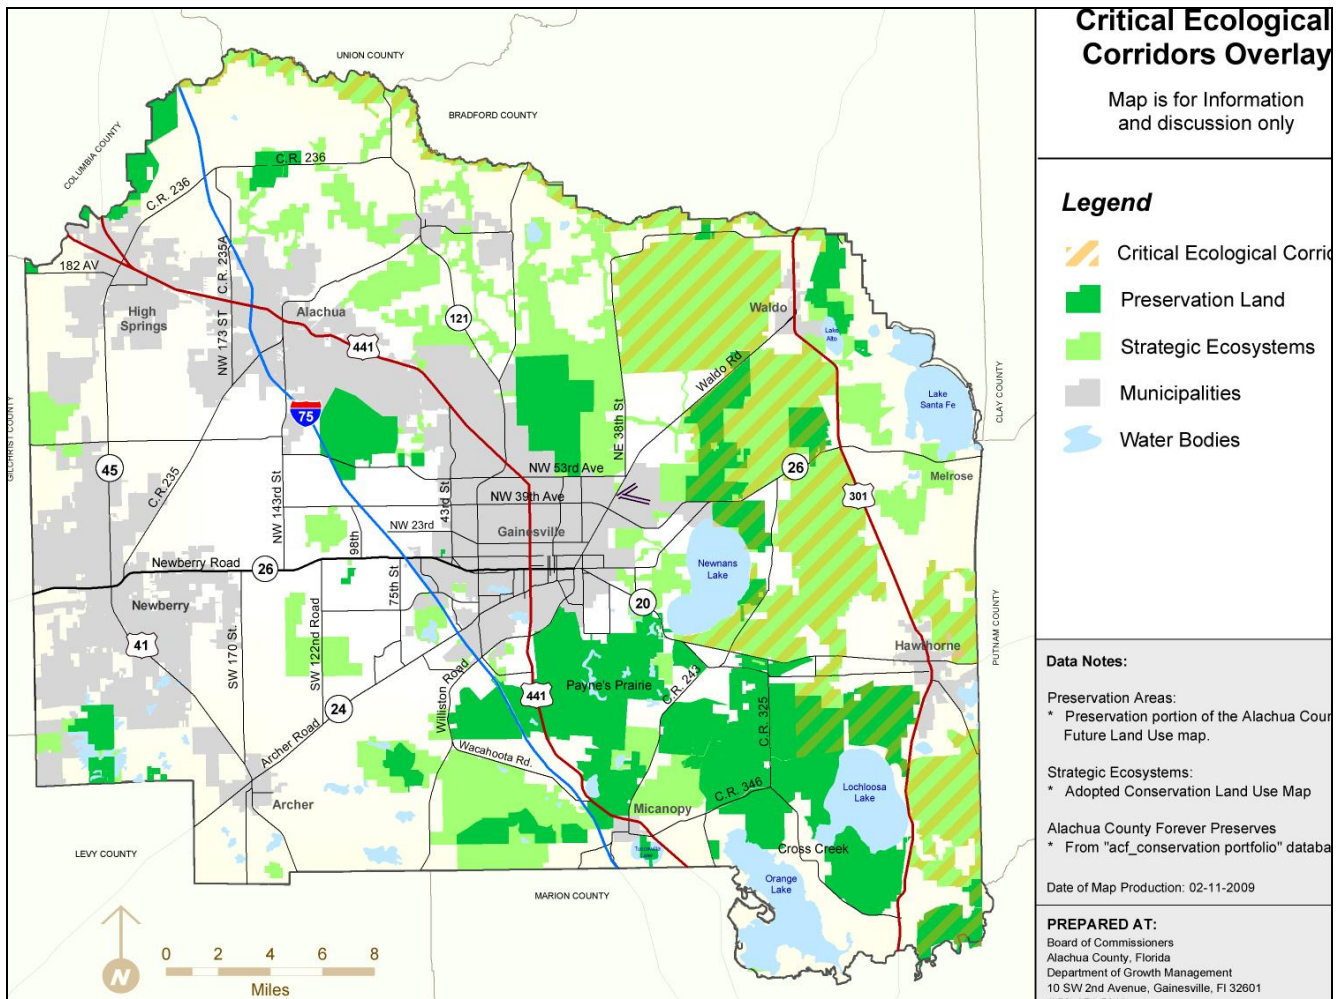 Critical Ecological
Corridors Overlay
Map is for Information
and discussion only
Legend
Critical Ecological Corric
Preservation Land
Strategic Ecosystems
Municipalities
Water Bodies
UNION COUNTY
BRADFORD COUNTY
COLUMBIA COUNTY
C.R. 236
C.R. 236
182 AV
C.R. 235A
High
Springs
NW 173 ST
Alachua
441
121
Waldo
Lake
Alto
Waldo Rd
Lake
Santa Fe
CLAY COUNTY
GILCHRIST COUNTY
75
NE 38th St
45
C.R.235
NW 143rd St
43rd St
NW 53rd Ave
NW 39th Ave
26
301
Melrose
98th
NW 23rd
Gainesville
Newberry Road
26
75th St
Newnans
Lake
Newberry
20
41
SW 170 St.
SW 122nd Road
Hawthorne
PUTNAM COUNTY
24
Williston Road
441
Payne's Prairie
C.R. 243
C.R. 325
Archer Road
Wacahoota Rd.
C.R. 346
Lochloosa
Lake
Archer
Micanopy
Cross Creek
LEVY COUNTY
Orange
Lake
MARION COUNTY
N
0 2 4 6 8
Miles
Data Notes:
Preservation Areas:
* Preservation portion of the Alachua Cour
Future Land Use map.
Strategic Ecosystems:
* Adopted Conservation Land Use Map
Alachua County Forever Preserves
* From "acf_conservation portfolio" databa
Date of Map Production: 02-11-2009
PREPARED AT:
Board of Commissioners
Alachua County, Florida
Department of Growth Management
10 SW 2nd Avenue, Gainesville, Fl 32601